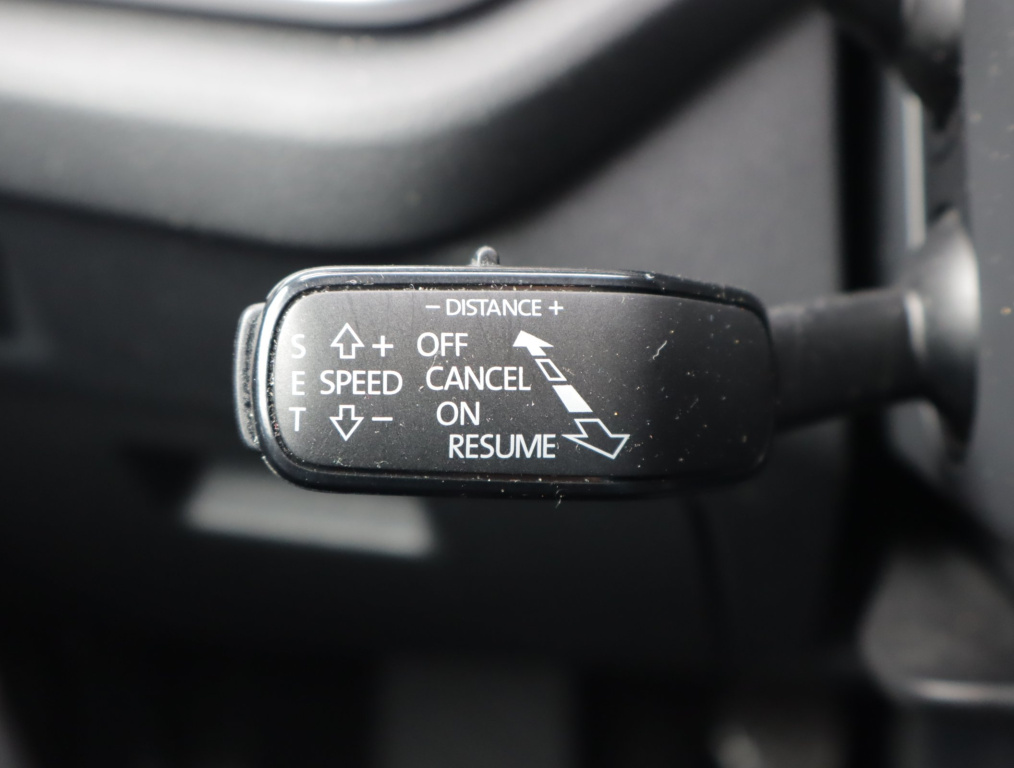 − DISTANCE +
S + OFF
E SPEED CANCEL
T − ON
RESUME